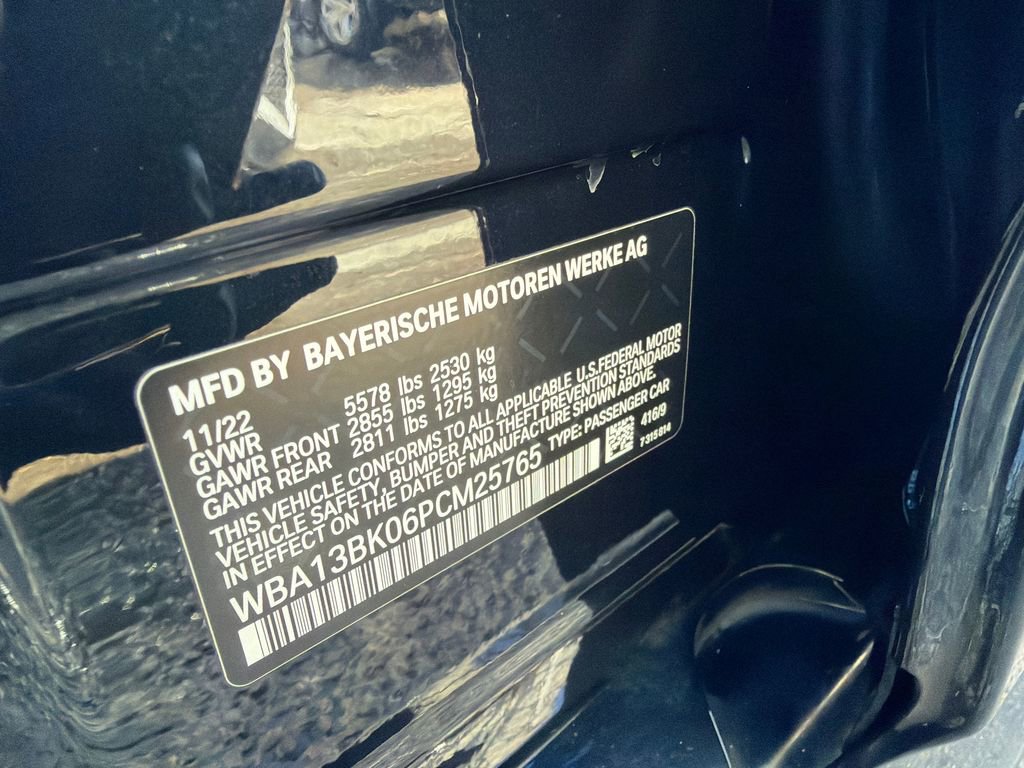 MFD BY BAYERISCHE MOTOREN WERKE AG
11/22
GVWR 5578 lbs 2530 kg
GAWR FRONT 2855 lbs 1295 kg
GAWR REAR 2811 lbs 1275 kg
THIS VEHICLE CONFORMS TO ALL APPLICABLE U.S.FEDERAL MOTOR
VEHICLE SAFETY, BUMPER AND THEFT PREVENTION STANDARDS
IN EFFECT ON THE DATE OF MANUFACTURE SHOWN ABOVE.
WBA13BK06PCM25765 TYPE: PASSENGER CAR
416/9
7315814